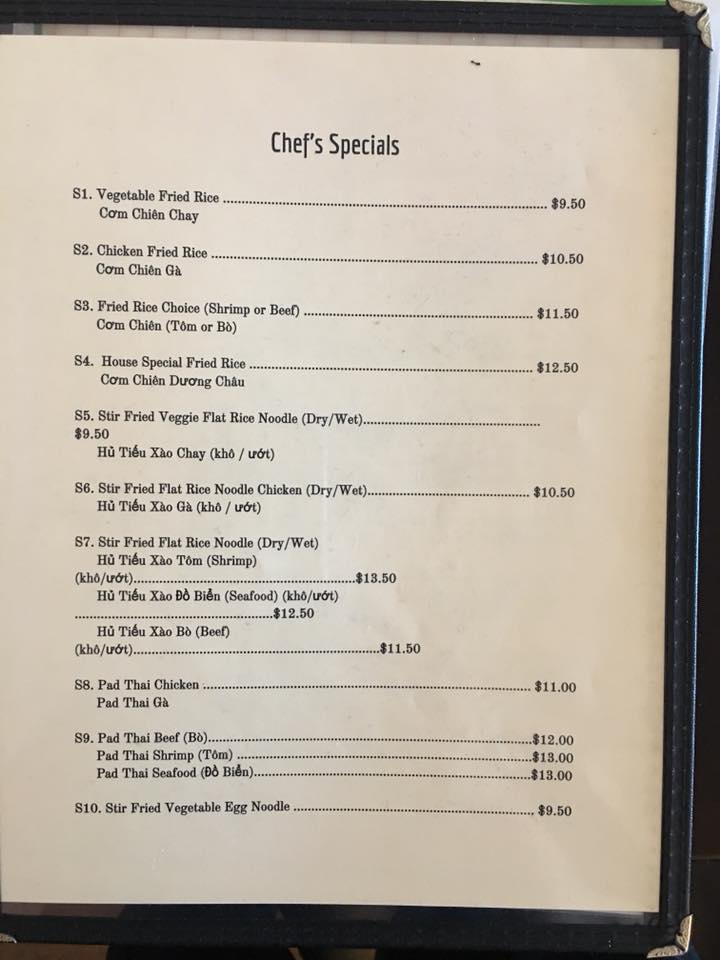 Chef's Specials
S1. Vegetable Fried Rice ........................................ $9.50
Cơm Chiên Chay
S2. Chicken Fried Rice ........................................ $10.50
Cơm Chiên Gà
S3. Fried Rice Choice (Shrimp or Beef) ........................................ $11.50
Cơm Chiên (Tôm or Bò)
S4. House Special Fried Rice ........................................ $12.50
Cơm Chiên Dương Châu
S5. Stir Fried Veggie Flat Rice Noodle (Dry/Wet)........................................
$9.50
Hủ Tiếu Xào Chay (khô / ướt)
S6. Stir Fried Flat Rice Noodle Chicken (Dry/Wet)........................................ $10.50
Hủ Tiếu Xào Gà (khô / ướt)
S7. Stir Fried Flat Rice Noodle (Dry/Wet)
Hủ Tiếu Xào Tôm (Shrimp)
(khô/ướt)........................................$13.50
Hủ Tiếu Xào Đồ Biển (Seafood) (khô/ướt)
........................................$12.50
Hủ Tiếu Xào Bò (Beef)
(khô/ướt)........................................$11.50
S8. Pad Thai Chicken ........................................ $11.00
Pad Thai Gà
S9. Pad Thai Beef (Bò)........................................$12.00
Pad Thai Shrimp (Tôm) ........................................$13.00
Pad Thai Seafood (Đồ Biển)........................................$13.00
S10. Stir Fried Vegetable Egg Noodle ........................................ $9.50